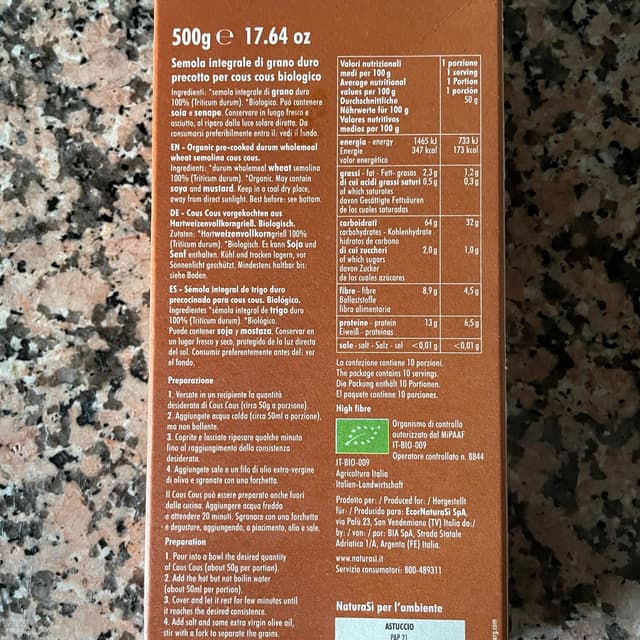 500g e 17.64 oz
Semola integrale di grano duro
precotto per cous cous biologico
Ingredienti: *semola integrale di grano duro
100% (Triticum durum). *Biologico. Può contenere
soia e senape. Conservare in luogo fresco e
asciutto, al riparo dalla luce solare diretta. Da
consumarsi preferibilmente entro il: vedi il fondo.
EN - Organic pre-cooked durum wholemeal
wheat semolina cous cous.
Ingredients: *durum wholemeal wheat semolina
100% (Triticum durum). *Organic. May contain
soya and mustard. Keep in a cool dry place,
away from direct sunlight. Best before: see bottom.
DE - Cous Cous vorgekochten aus
Hartweizenvollkorngrieß. Biologisch.
Zutaten: *Hartweizenvollkorngrieß 100%
(Triticum durum). *Biologisch. Es kann Soja und
Senf enthalten. Kühl und trocken lagern, vor
Sonnenlicht geschützt. Mindestens haltbar bis:
siehe Boden.
ES - Sémola integral de trigo duro
precocinado para cous cous. Biológico.
Ingredientes *sémola integral de trigo duro
100% (Triticum durum). *Biológico.
Puede contener soja y mostaza. Conservar en
un lugar fresco y seco, protegido de la luz directa
del sol. Consumir preferentemente antes del: ver
el fondo.
Preparazione
1. Versate in un recipiente la quantità
desiderata di Cous Cous (circa 50g a porzione).
2. Aggiungete acqua calda (circa 50ml a porzione),
ma non bollente.
3. Coprite e lasciate riposare qualche minuto
fino al raggiungimento della consistenza
desiderata.
4. Aggiungete sale e un filo di olio extra-vergine
di oliva e sgranate con una forchetta.
Il Cous Cous può essere preparato anche fuori
dalla cucina. Aggiungere acqua fredda
e attendere 20 minuti. Sgranare con una forchetta
e degustare, aggiungendo, a piacimento, olio e sale.
Preparation
1. Pour into a bowl the desired quantity
of Cous Cous (about 50g per portion).
2. Add the hot but not boilin water
(about 50ml per portion).
3. Cover and let it rest for few minutes until
it reaches the desired consistence.
4. Add salt and some extra virgin olive oil,
stir with a fork to separate the grains.
Valori nutrizionali 1 porzione
medi per 100 g 1 serving
Average nutritional 1 Portion
values per 100 g 1 porción
Durchschnittliche 50 g
Nährwerte für 100 g
Valores nutritivos
medios por 100 g
energia - energy 1465 kJ 733 kJ
Energie 347 kcal 173 kcal
valor energético
grassi - fat - Fett- grasas 2,3 g 1,2 g
di cui acidi grassi saturi 0,5 g 0,3 g
of which saturates
davon Gesättigte Fettsäuren
de las cuales saturadas
carboidrati 64 g 32 g
carbohydrates - Kohlenhydrate
hidratos de carbono
di cui zuccheri 2,0 g 1,0 g
of which sugars
davon Zucker
de los cuales azúcares
fibre - fibre 8,9 g 4,5 g
Ballaststoffe
fibra alimentaria
proteine - protein 13 g 6,5 g
Eiweiß - proteínas
sale - salt - Salz - sal <0,01 g <0,01 g
La confezione contiene 10 porzioni.
The package contains 10 servings.
Die Packung enthält 10 Portionen.
El paquete contiene 10 porciones.
High fibre
Organismo di controllo
autorizzato dal MiPAAF
IT-BIO-009
Operatore controllato n. 8844
IT-BIO-009
Agricoltura Italia
Italien-Landwirtschaft
Prodotto per: / Produced for: / Hergestellt
für: / Producido para: EcorNaturaSì SpA,
via Palù 23, San Vendemiano (TV) Italia da:/
by: / von: / por: BIA SpA, Strada Statale
Adriatica 1/A, Argenta (FE) Italia.
www.naturasi.it
Servizio consumatori: 800-489311
NaturaSì per l'ambiente
ASTUCCIO
PAP 21